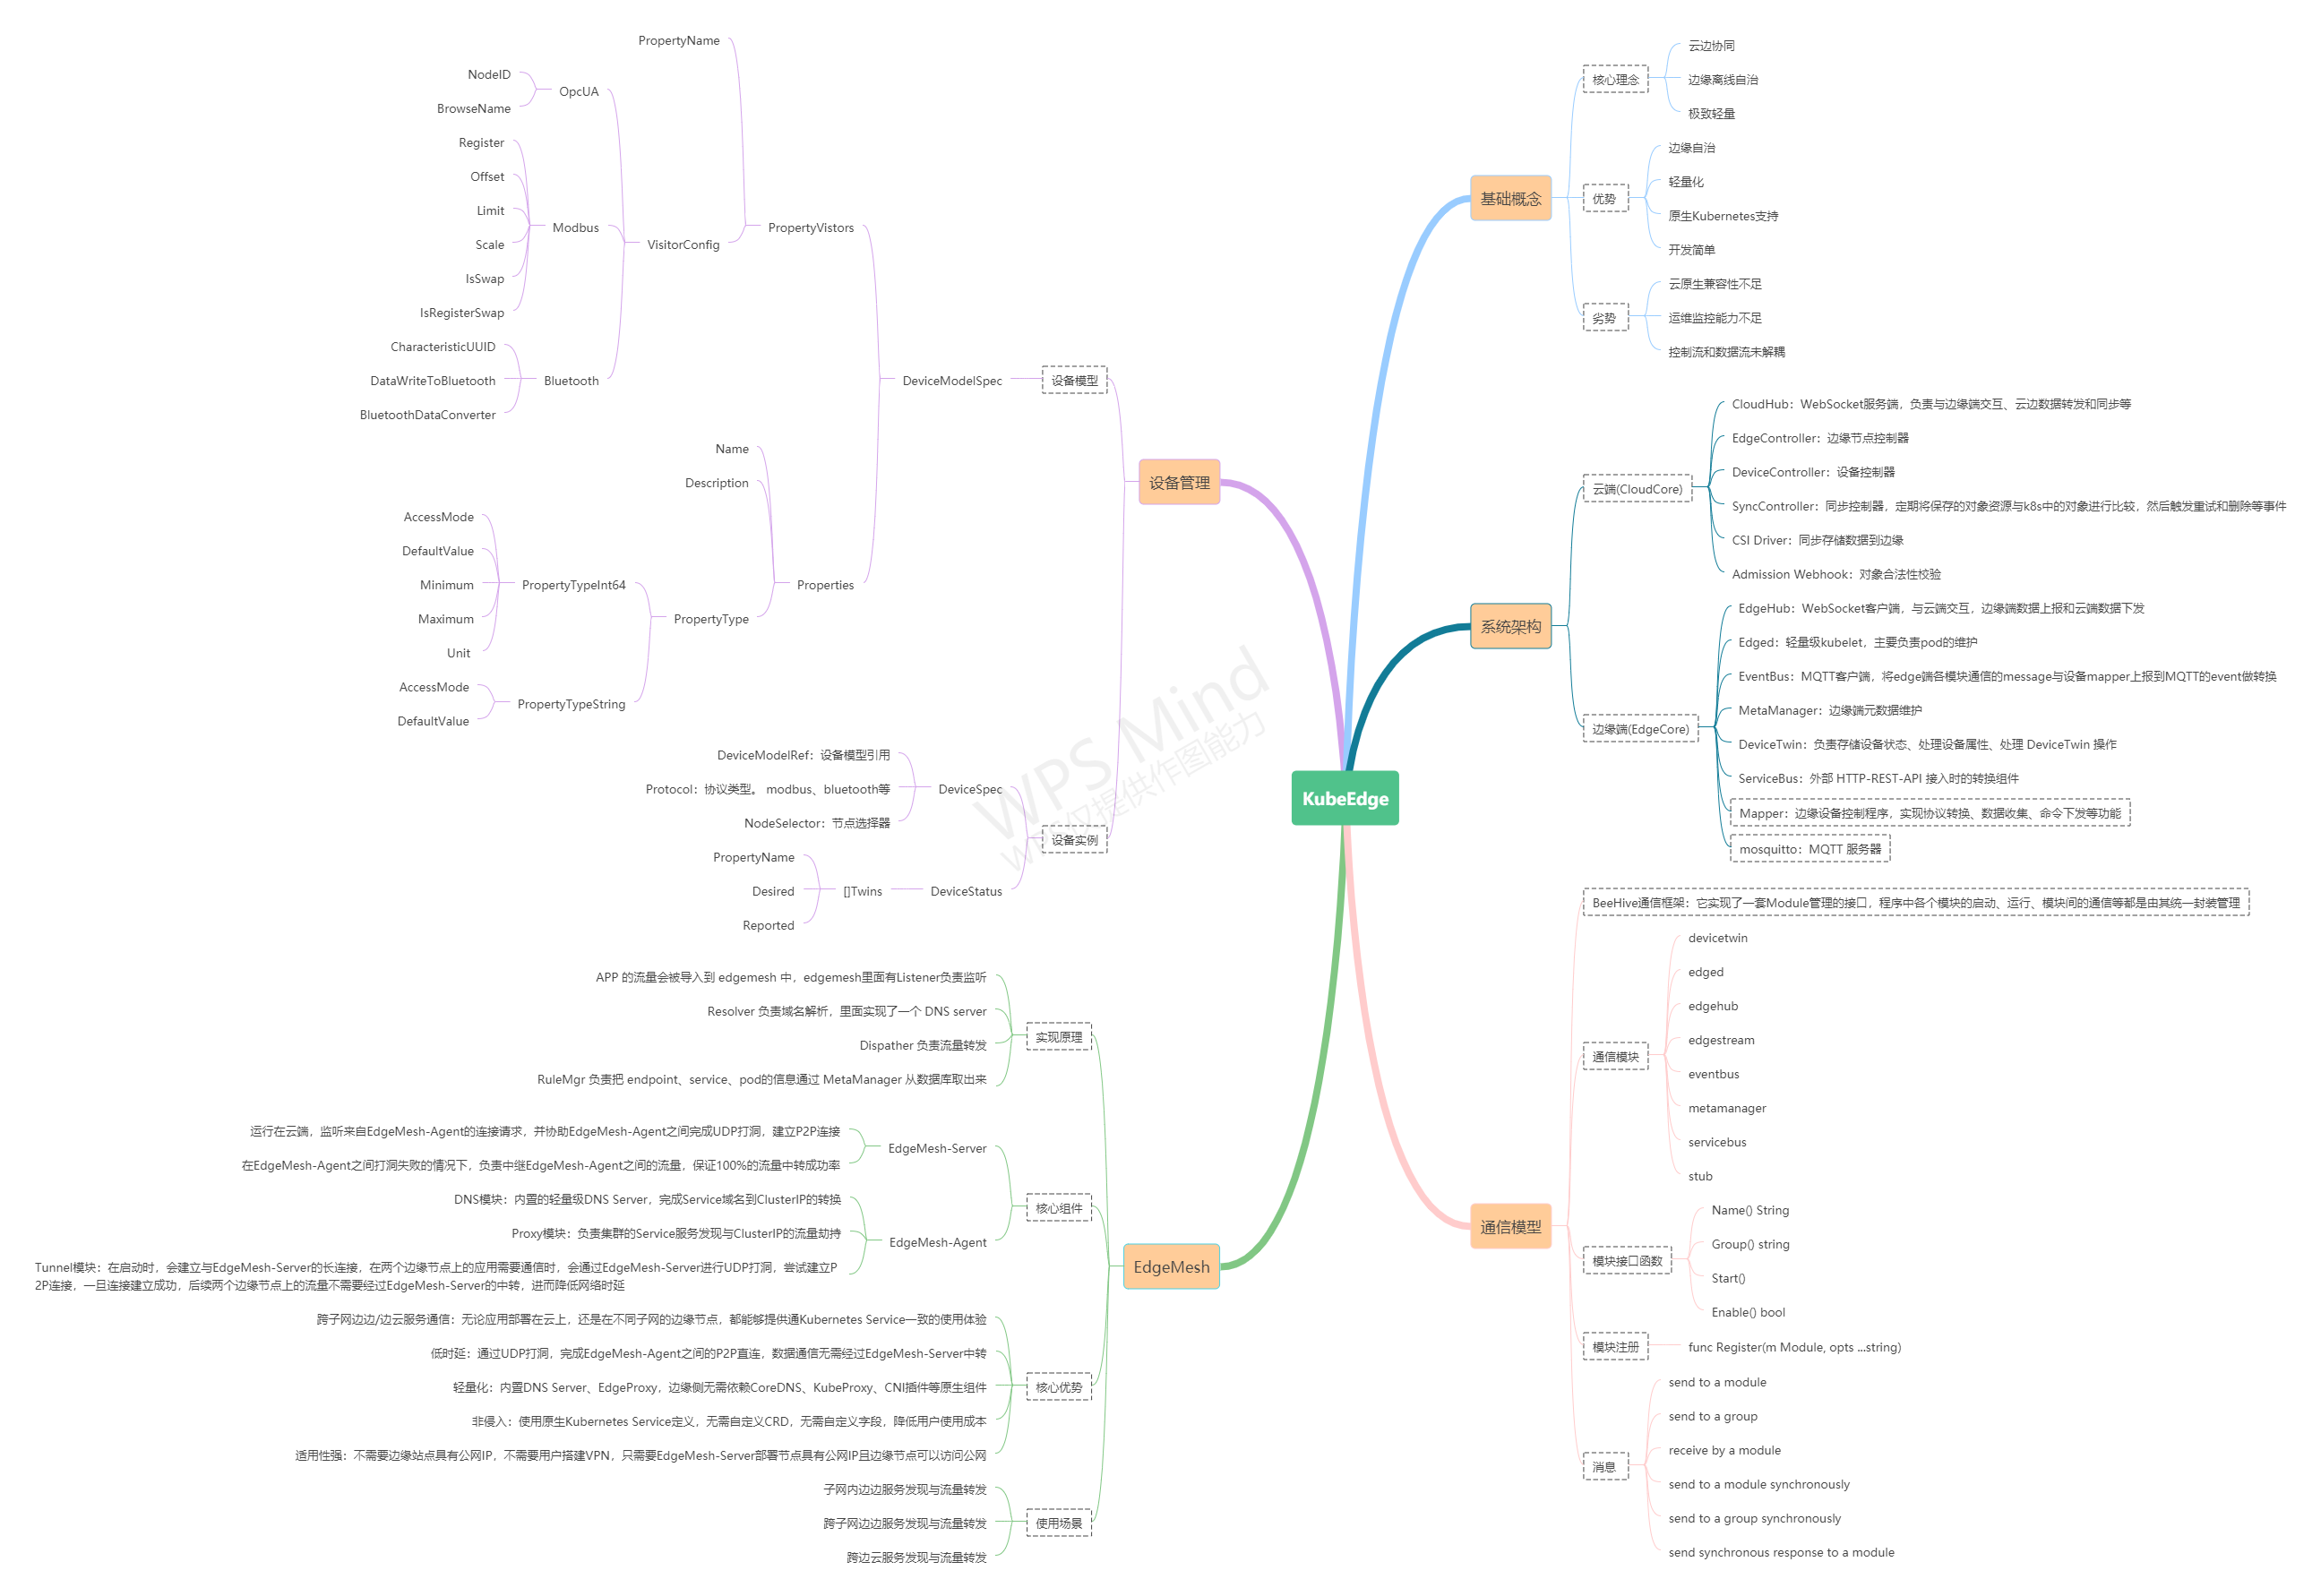 KubeEdge
基础概念
核心理念
云边协同
边缘离线自治
极致轻量
优势
边缘自治
轻量化
原生Kubernetes支持
开发简单
劣势
云原生兼容性不足
运维监控能力不足
控制流和数据流未解耦
系统架构
云端(CloudCore)
CloudHub：WebSocket服务端，负责与边缘端交互、云边数据转发和同步等
EdgeController：边缘节点控制器
DeviceController：设备控制器
SyncController：同步控制器，定期将保存的对象资源与k8s中的对象进行比较，然后触发重试和删除等事件
CSI Driver：同步存储数据到边缘
Admission Webhook：对象合法性校验
边缘端(EdgeCore)
EdgeHub：WebSocket客户端，与云端交互，边缘端数据上报和云端数据下发
Edged：轻量级kubelet，主要负责pod的维护
EventBus：MQTT客户端，将edge端各模块通信的message与设备mapper上报到MQTT的event做转换
MetaManager：边缘端元数据维护
DeviceTwin：负责存储设备状态、处理设备属性、处理 DeviceTwin 操作
ServiceBus：外部 HTTP-REST-API 接入时的转换组件
Mapper：边缘设备控制程序，实现协议转换、数据收集、命令下发等功能
mosquitto：MQTT 服务器
通信模型
BeeHive通信框架：它实现了一套Module管理的接口，程序中各个模块的启动、运行、模块间的通信等都是由其统一封装管理
通信模块
devicetwin
edged
edgehub
edgestream
eventbus
metamanager
servicebus
stub
模块接口函数
Name() String
Group() string
Start()
Enable() bool
模块注册
func Register(m Module, opts ...string)
消息
send to a module
send to a group
receive by a module
send to a module synchronously
send to a group synchronously
send synchronous response to a module
设备管理
设备模型
DeviceModelSpec
PropertyVistors
PropertyName
VisitorConfig
OpcUA
NodeID
BrowseName
Modbus
Register
Offset
Limit
Scale
IsSwap
IsRegisterSwap
Bluetooth
CharacteristicUUID
DataWriteToBluetooth
BluetoothDataConverter
Properties
Name
Description
PropertyType
PropertyTypeInt64
AccessMode
DefaultValue
Minimum
Maximum
Unit
PropertyTypeString
AccessMode
DefaultValue
设备实例
DeviceSpec
DeviceModelRef：设备模型引用
Protocol：协议类型。 modbus、bluetooth等
NodeSelector：节点选择器
DeviceStatus
[]Twins
PropertyName
Desired
Reported
EdgeMesh
实现原理
APP 的流量会被导入到 edgemesh 中，edgemesh里面有Listener负责监听
Resolver 负责域名解析，里面实现了一个 DNS server
Dispather 负责流量转发
RuleMgr 负责把 endpoint、service、pod的信息通过 MetaManager 从数据库取出来
核心组件
EdgeMesh-Server
运行在云端，监听来自EdgeMesh-Agent的连接请求，并协助EdgeMesh-Agent之间完成UDP打洞，建立P2P连接
在EdgeMesh-Agent之间打洞失败的情况下，负责中继EdgeMesh-Agent之间的流量，保证100%的流量中转成功率
EdgeMesh-Agent
DNS模块：内置的轻量级DNS Server，完成Service域名到ClusterIP的转换
Proxy模块：负责集群的Service服务发现与ClusterIP的流量劫持
Tunnel模块：在启动时，会建立与EdgeMesh-Server的长连接，在两个边缘节点上的应用需要通信时，会通过EdgeMesh-Server进行UDP打洞，尝试建立P
2P连接，一旦连接建立成功，后续两个边缘节点上的流量不需要经过EdgeMesh-Server的中转，进而降低网络时延
核心优势
跨子网边边/边云服务通信：无论应用部署在云上，还是在不同子网的边缘节点，都能够提供通Kubernetes Service一致的使用体验
低时延：通过UDP打洞，完成EdgeMesh-Agent之间的P2P直连，数据通信无需经过EdgeMesh-Server中转
轻量化：内置DNS Server、EdgeProxy，边缘侧无需依赖CoreDNS、KubeProxy、CNI插件等原生组件
非侵入：使用原生Kubernetes Service定义，无需自定义CRD，无需自定义字段，降低用户使用成本
适用性强：不需要边缘站点具有公网IP，不需要用户搭建VPN，只需要EdgeMesh-Server部署节点具有公网IP且边缘节点可以访问公网
使用场景
子网内边边服务发现与流量转发
跨子网边边服务发现与流量转发
跨边云服务发现与流量转发
WPS Mind
仅提供作图能力